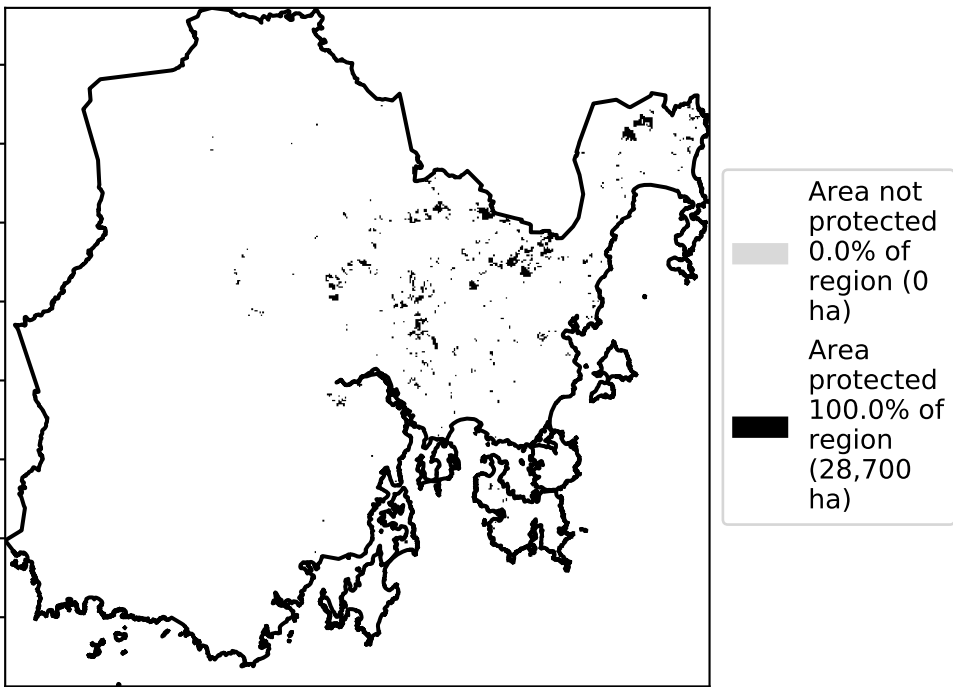 Area not
protected
0.0% of
region (0
ha)
Area
protected
100.0% of
region
(28,700
ha)